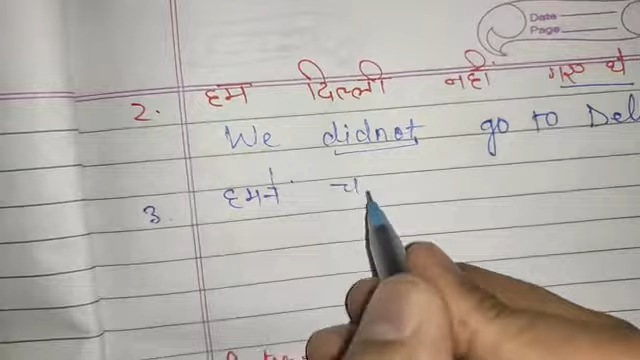 Date
Page
2. हम दिल्ली नहीं गए थे
We didnot go to Del
3. हमने च